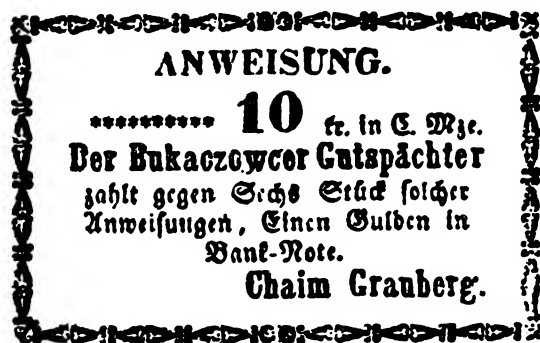 ANWEISUNG.
10 kr. in C. Mze.
Der Bukaczowcer Gutspächter
zahlt gegen Sechs Stück solcher
Anweisungen, Einen Gulden in
Bank-Note.
Chaim Grauberg.